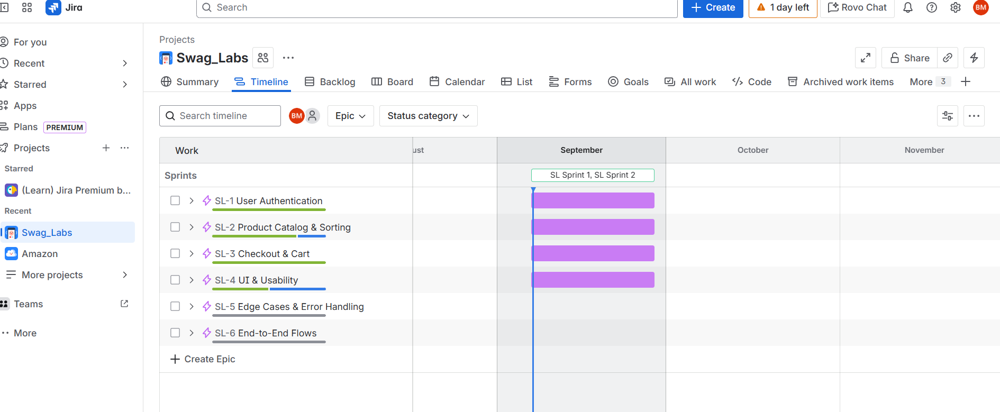 Jira
Search
Create
1 day left
Rovo Chat
BM
For you
Recent
Starred
Apps
Plans PREMIUM
Projects
Starred
(Learn) Jira Premium b...
Recent
Swag_Labs
Amazon
More projects
Teams
More
Projects
Swag_Labs
Share
Summary Timeline Backlog Board Calendar List Forms Goals All work Code Archived work items More 3
Search timeline
BM
Epic
Status category
Work
ust September October November
Sprints
SL Sprint 1, SL Sprint 2
SL-1 User Authentication
SL-2 Product Catalog & Sorting
SL-3 Checkout & Cart
SL-4 UI & Usability
SL-5 Edge Cases & Error Handling
SL-6 End-to-End Flows
Create Epic